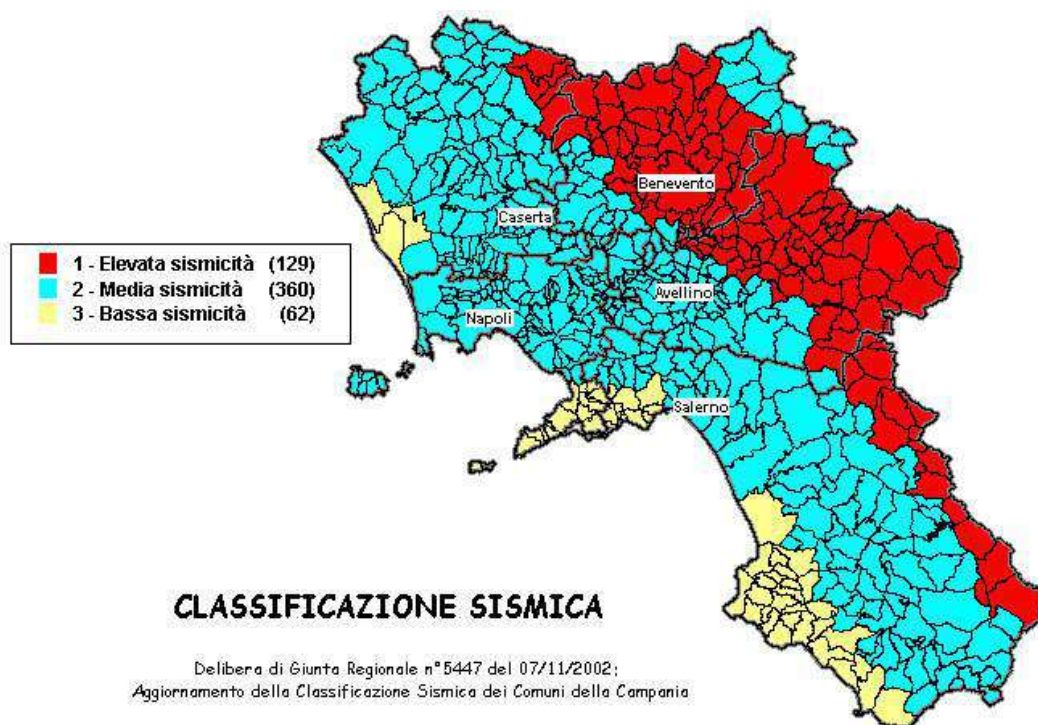 Benevento
Caserta
1 - Elevata sismicità (129)
2 - Media sismicità (360)
3 - Bassa sismicità (62)
Avellino
Napoli
Salerno
CLASSIFICAZIONE SISMICA
Delibera di Giunta Regionale n°5447 del 07/11/2002;
Aggiornamento della Classificazione Sismica dei Comuni della Campania